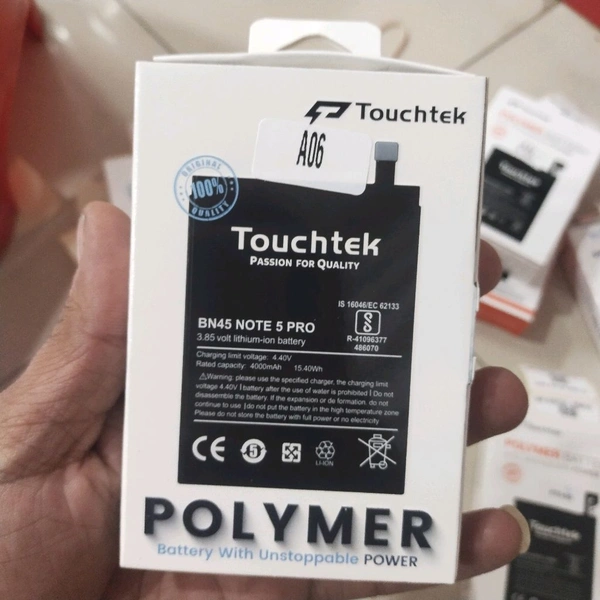 Touchtek
A06
ORIGINAL
100%
QUALITY
Touchtek
PASSION FOR QUALITY
IS 16046/EC 62133
BN45 NOTE 5 PRO
3.85 volt lithium-ion battery
R-41096377
486070
Charging limit voltage: 4.40V
Rated capacity: 4000mAh 15.40Wh
⚠Warning: please use the specified charger, the charging limit
voltage 4.40V battery after the use of water is prohibited Do not
disassemble the battery. If the expansion or de formation. do not
continue to use do not put the battery in the high temperature zone
Please do not store the battery with full power or no electricity
CE
5
LI-ION
POLYMER
Battery With Unstoppable POWER
Touchtek
POLYMER
Touchtek